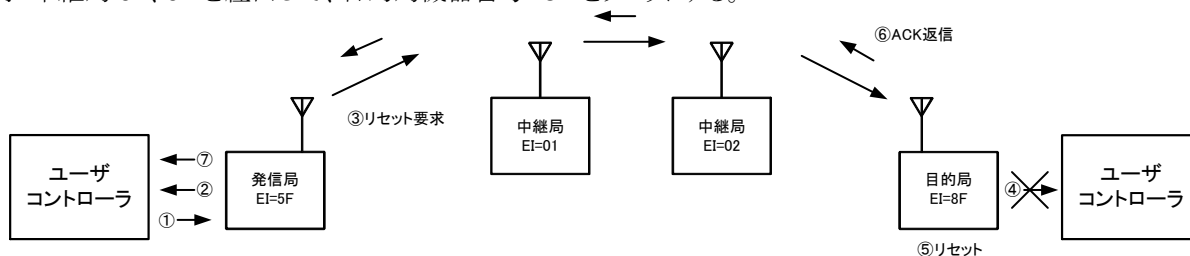 ⑥ACK返信
③リセット要求
中継局
EI=01
中継局
EI=02
ユーザ
コントローラ
⑦
②
①
発信局
EI=5F
目的局
EI=8F
④
ユーザ
コントローラ
⑤リセット